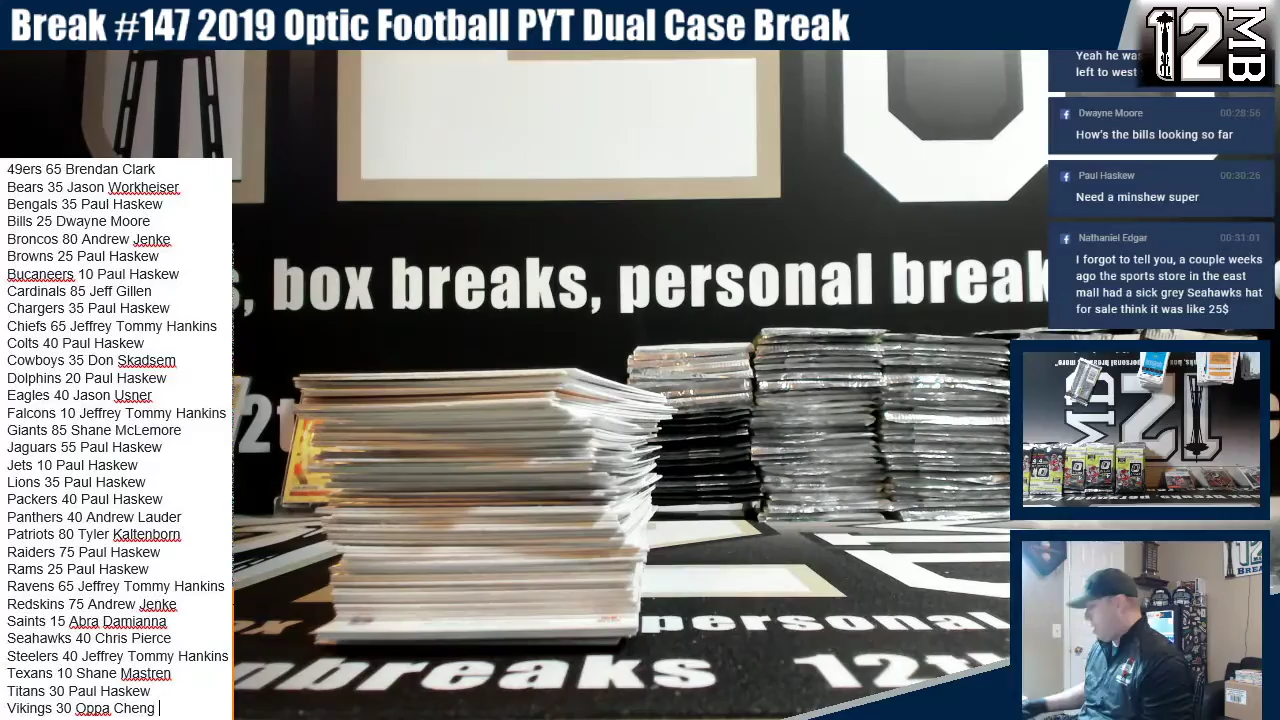 Break #147 2019 Optic Football PYT Dual Case Break
12
MB
49ers 65 Brendan Clark
Bears 35 Jason Workheiser
Bengals 35 Paul Haskew
Bills 25 Dwayne Moore
Broncos 80 Andrew Jenke
Browns 25 Paul Haskew
Bucaneers 10 Paul Haskew
Cardinals 85 Jeff Gillen
Chargers 35 Paul Haskew
Chiefs 65 Jeffrey Tommy Hankins
Colts 40 Paul Haskew
Cowboys 35 Don Skadsem
Dolphins 20 Paul Haskew
Eagles 40 Jason Usner
Falcons 10 Jeffrey Tommy Hankins
Giants 85 Shane McLemore
Jaguars 55 Paul Haskew
Jets 10 Paul Haskew
Lions 35 Paul Haskew
Packers 40 Paul Haskew
Panthers 40 Andrew Lauder
Patriots 80 Tyler Kaltenborn
Raiders 75 Paul Haskew
Rams 25 Paul Haskew
Ravens 65 Jeffrey Tommy Hankins
Redskins 75 Andrew Jenke
Saints 15 Abra Damianna
Seahawks 40 Chris Pierce
Steelers 40 Jeffrey Tommy Hankins
Texans 10 Shane Mastren
Titans 30 Paul Haskew
Vikings 30 Oppa Cheng
s, box breaks, personal break
personal
nbreaks 12th
Yeah he was
left to west
Dwayne Moore 00:28:56
How's the bills looking so far
Paul Haskew 00:30:26
Need a minshew super
Nathaniel Edgar 00:31:01
I forgot to tell you, a couple weeks
ago the sports store in the east
mall had a sick grey Seahawks hat
for sale think it was like 25$